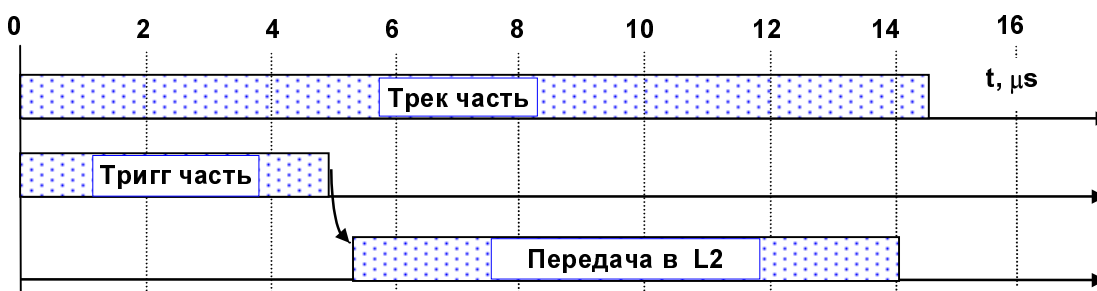 0 2 4 6 8 10 12 14 16
t, μs
Трек часть
Тригг часть
Передача в L2